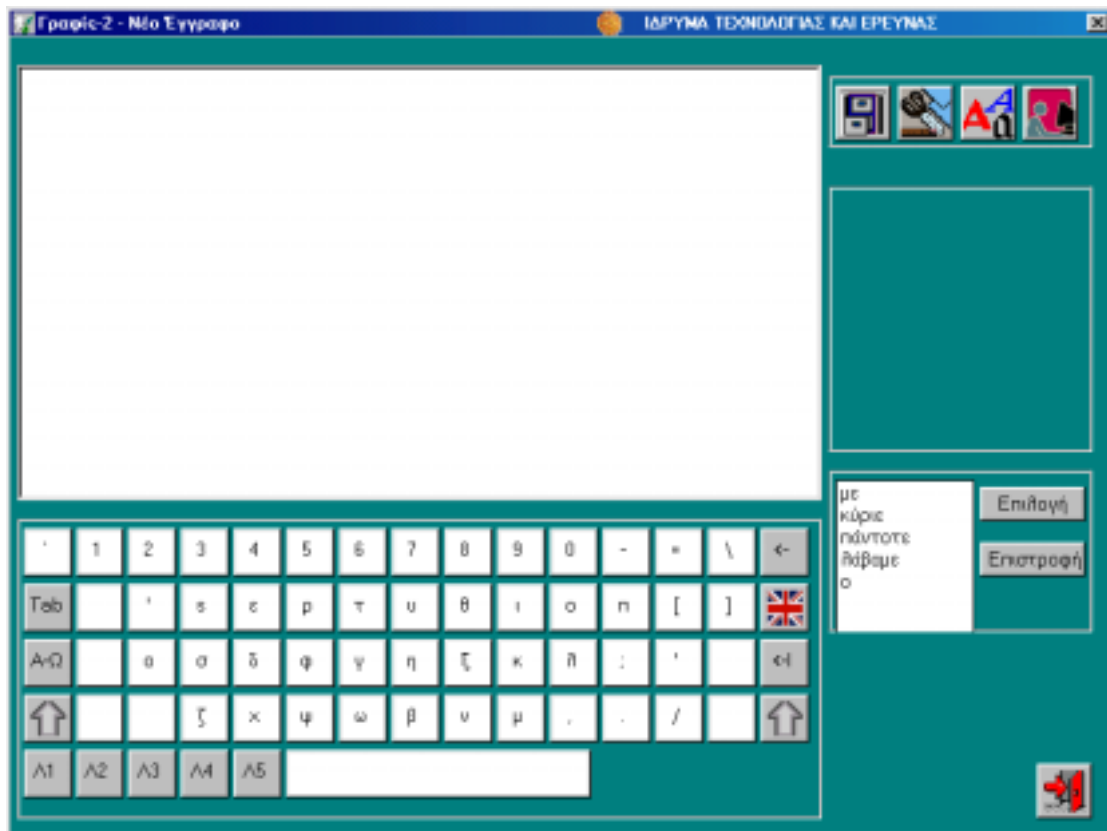 Γραφίς-2 - Νέο Έγγραφο
ΙΔΡΥΜΑ ΤΕΧΝΟΛΟΓΙΑΣ ΚΑΙ ΕΡΕΥΝΑΣ
με
κύριε
πάντοτε
λάβαμε
ο
Επιλογή
Επιστροφή
' 1 2 3 4 5 6 7 8 9 0 - = \ <-
Tab ' s ε ρ τ υ θ ι ο π [ ]
Α-Ω α σ δ φ γ η ξ κ λ ; ' <-|
ζ χ ψ ω β ν μ , . /
Λ1 Λ2 Λ3 Λ4 Λ5